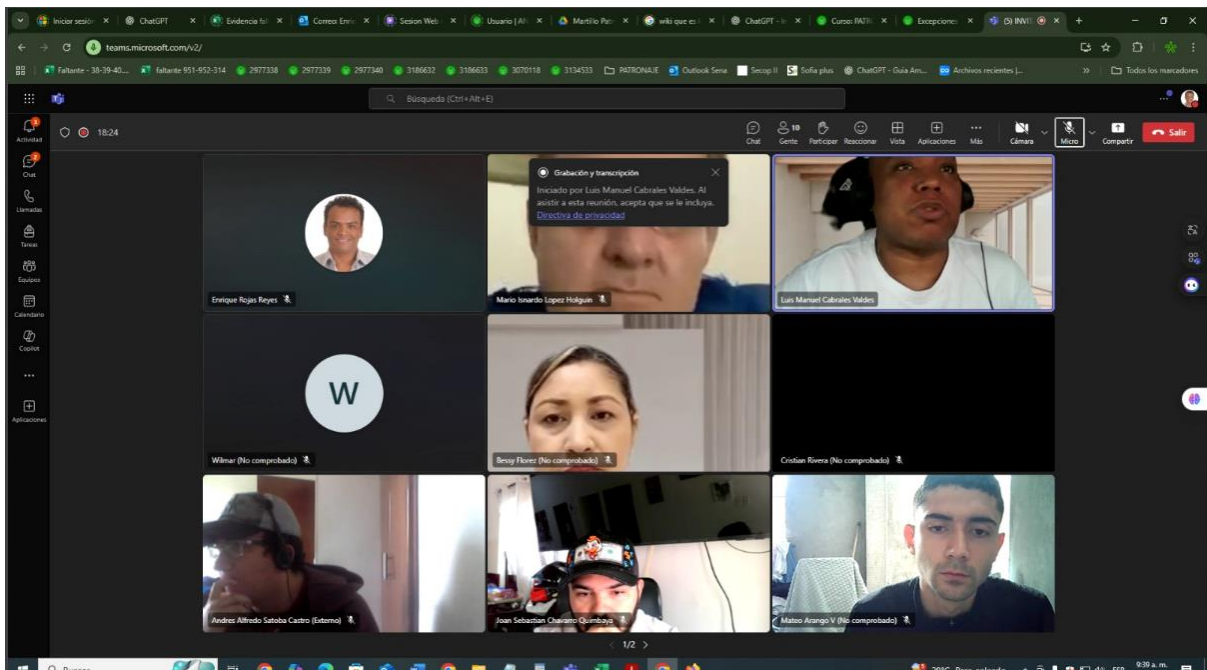 Iniciar sesión
ChatGPT
Evidencia fal
Correo: Enric
Sesion Web
Usuario | AN
Martillo Patr
wiki que es l
ChatGPT - I
Curso: PATR
Excepciones
(5) INVIT
teams.microsoft.com/v2/
Faltante - 38-39-40...
faltante 951-952-314
2977338
2977339
2977340
3186632
3186633
3070118
3134533
PATRONAJE
Outlook Sena
Secop II
Sofia plus
ChatGPT - Guia Am...
Archivos recientes |...
Todos los marcadores
Búsqueda (Ctrl+Alt+E)
18:24
Chat
10
Gente
Participar
Reaccionar
Vista
Aplicaciones
Más
Cámara
Micro
Compartir
Salir
Actividad
Chat
Llamadas
Tareas
Equipos
Calendario
Copilot
Aplicaciones
Grabación y transcripción
Iniciado por Luis Manuel Cabrales Valdes. Al
asistir a esta reunión, acepta que se le incluya.
Directiva de privacidad
Enrique Rojas Reyes
Mario Isnardo Lopez Holguin
Luis Manuel Cabrales Valdes
W
Wilmar (No comprobado)
Bessy Florez (No comprobado)
Cristian Rivera (No comprobado)
Andres Alfredo Satoba Castro (Externo)
Joan Sebastian Chavarro Quimbaya
Mateo Arango V (No comprobado)
1/2
ESP
9:39 a. m.